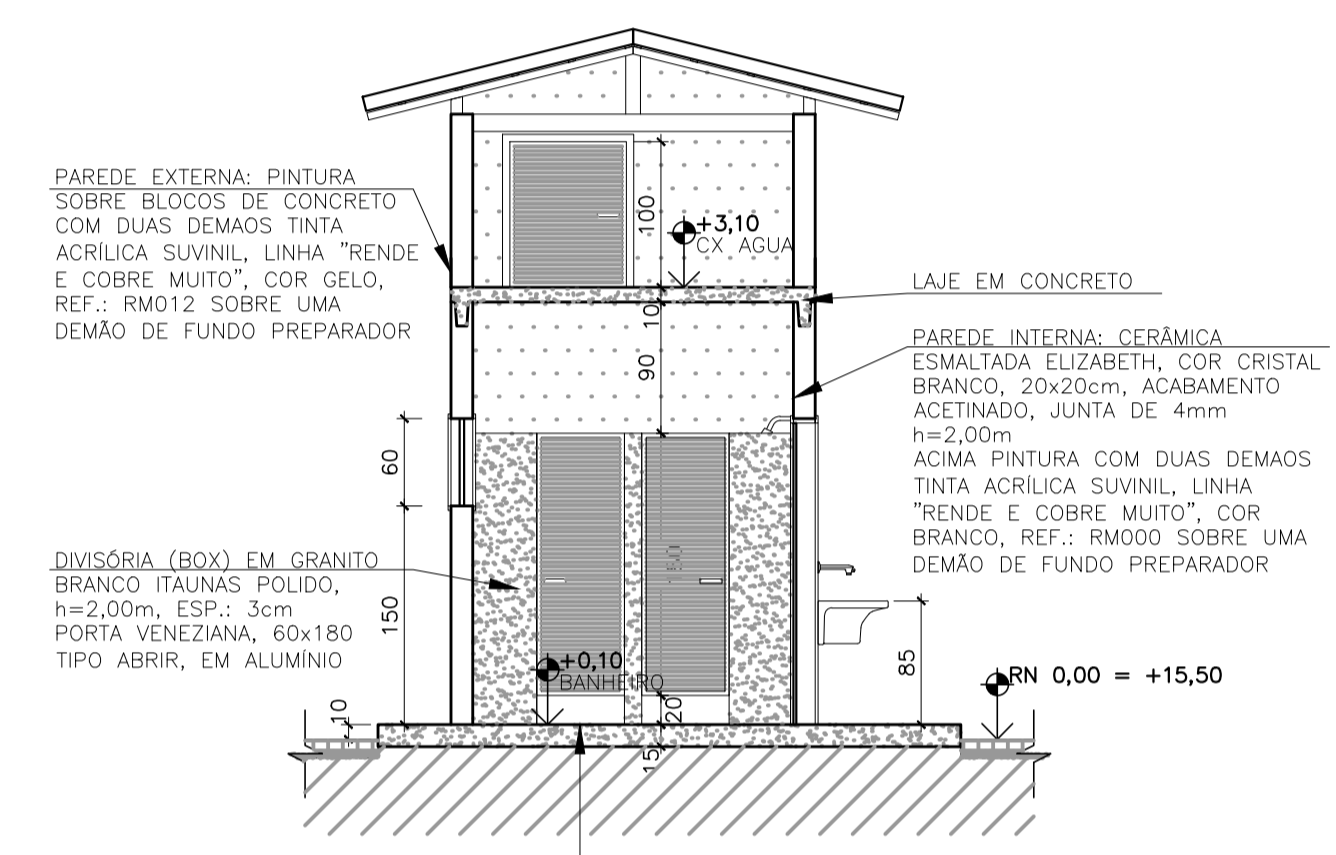 PAREDE EXTERNA: PINTURA
SOBRE BLOCOS DE CONCRETO
COM DUAS DEMAOS TINTA
ACRÍLICA SUVINIL, LINHA "RENDE
E COBRE MUITO", COR GELO,
REF.: RM012 SOBRE UMA
DEMÃO DE FUNDO PREPARADOR
100
+3,10
CX AGUA
LAJE EM CONCRETO
10
90
PAREDE INTERNA: CERÂMICA
ESMALTADA ELIZABETH, COR CRISTAL
BRANCO, 20x20cm, ACABAMENTO
ACETINADO, JUNTA DE 4mm
h=2,00m
ACIMA PINTURA COM DUAS DEMAOS
TINTA ACRÍLICA SUVINIL, LINHA
"RENDE E COBRE MUITO", COR
BRANCO, REF.: RM000 SOBRE UMA
DEMÃO DE FUNDO PREPARADOR
60
DIVISÓRIA (BOX) EM GRANITO
BRANCO ITAUNAS POLIDO,
h=2,00m, ESP.: 3cm
PORTA VENEZIANA, 60x180
TIPO ABRIR, EM ALUMÍNIO
150
180
85
+0,10
BANHEIRO
RN 0,00 = +15,50
10
20
15